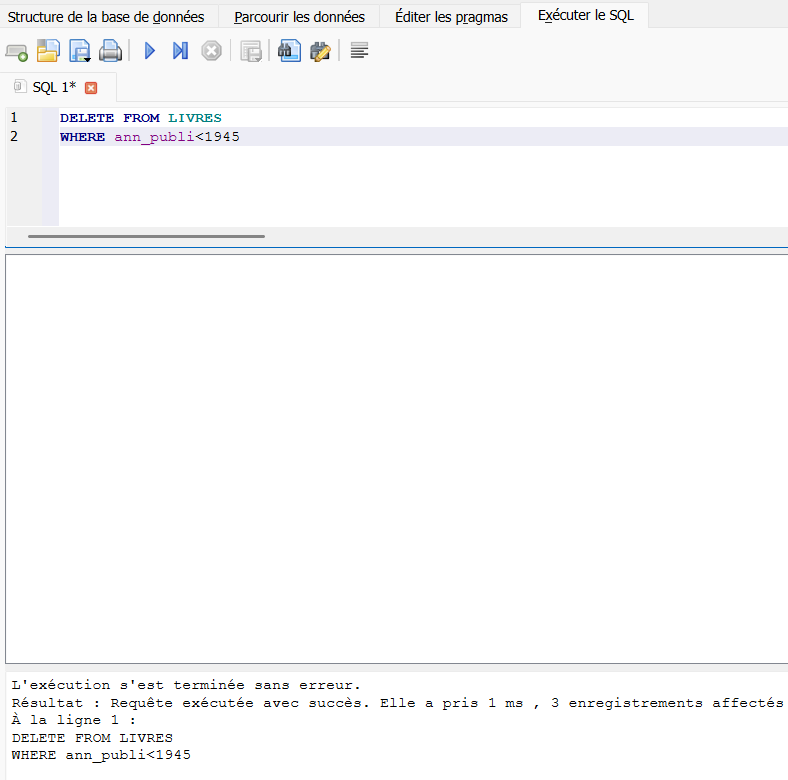 Structure de la base de données Parcourir les données Éditer les pragmas Exécuter le SQL
SQL 1*
1 DELETE FROM LIVRES
2 WHERE ann_publi<1945
L'exécution s'est terminée sans erreur.
Résultat : Requête exécutée avec succès. Elle a pris 1 ms , 3 enregistrements affectés
À la ligne 1 :
DELETE FROM LIVRES
WHERE ann_publi<1945